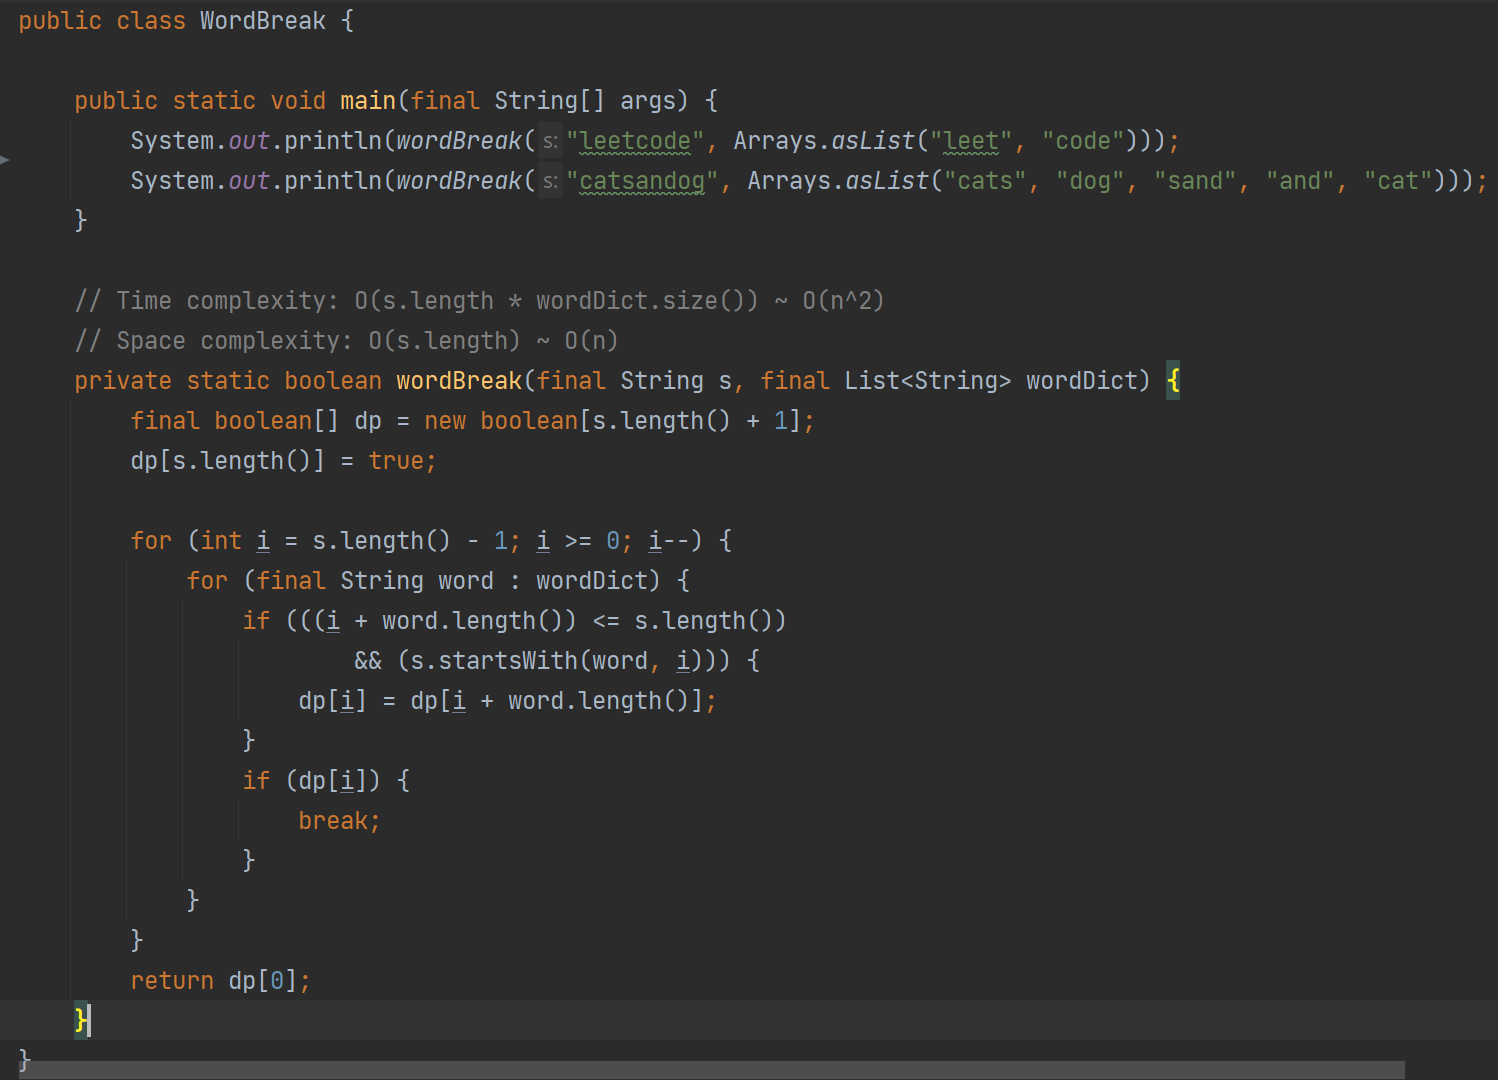 public class WordBreak {
public static void main(final String[] args) {
System.out.println(wordBreak( s: "leetcode", Arrays.asList("leet", "code")));
System.out.println(wordBreak( s: "catsandog", Arrays.asList("cats", "dog", "sand", "and", "cat")));
}
// Time complexity: O(s.length * wordDict.size()) ~ O(n^2)
// Space complexity: O(s.length) ~ O(n)
private static boolean wordBreak(final String s, final List<String> wordDict) {
final boolean[] dp = new boolean[s.length() + 1];
dp[s.length()] = true;
for (int i = s.length() - 1; i >= 0; i--) {
for (final String word : wordDict) {
if (((i + word.length()) <= s.length())
&& (s.startsWith(word, i))) {
dp[i] = dp[i + word.length()];
}
if (dp[i]) {
break;
}
}
}
return dp[0];
}
}